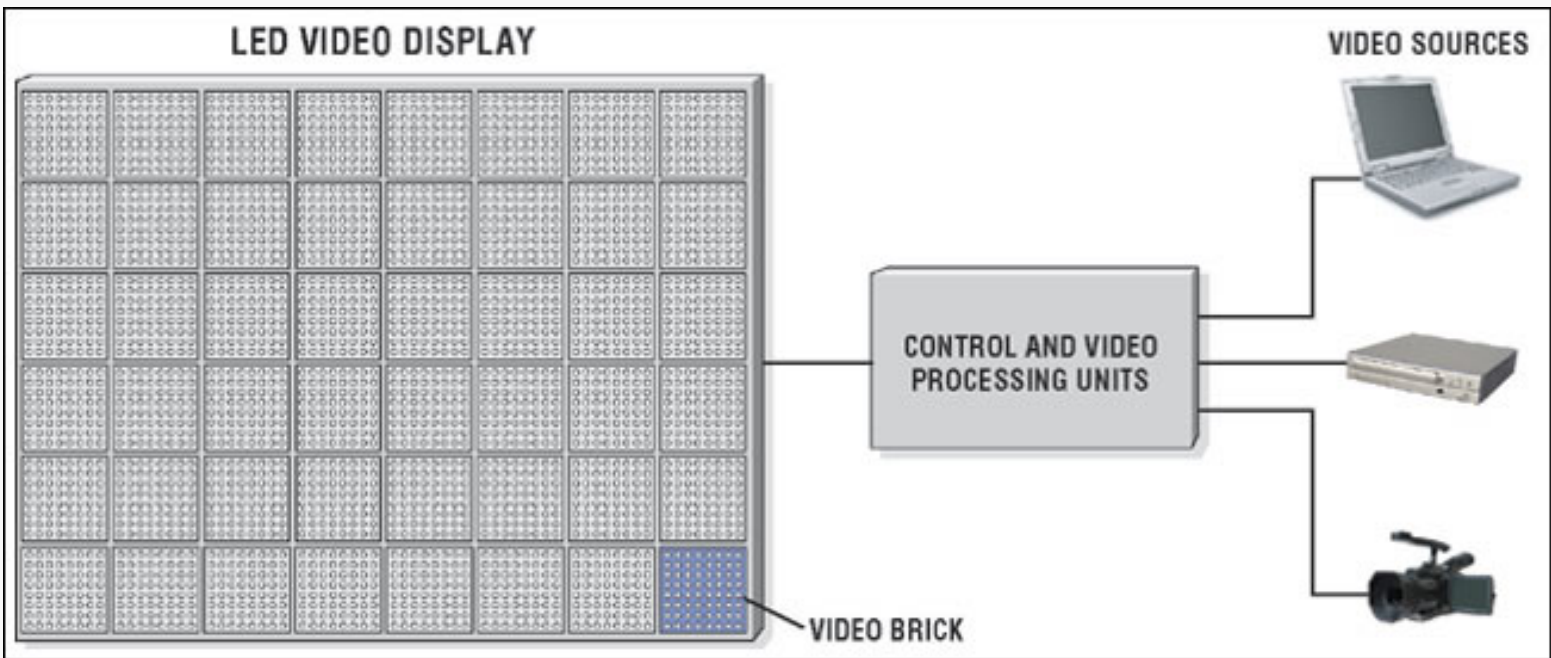 LED VIDEO DISPLAY
VIDEO SOURCES
CONTROL AND VIDEO
PROCESSING UNITS
VIDEO BRICK